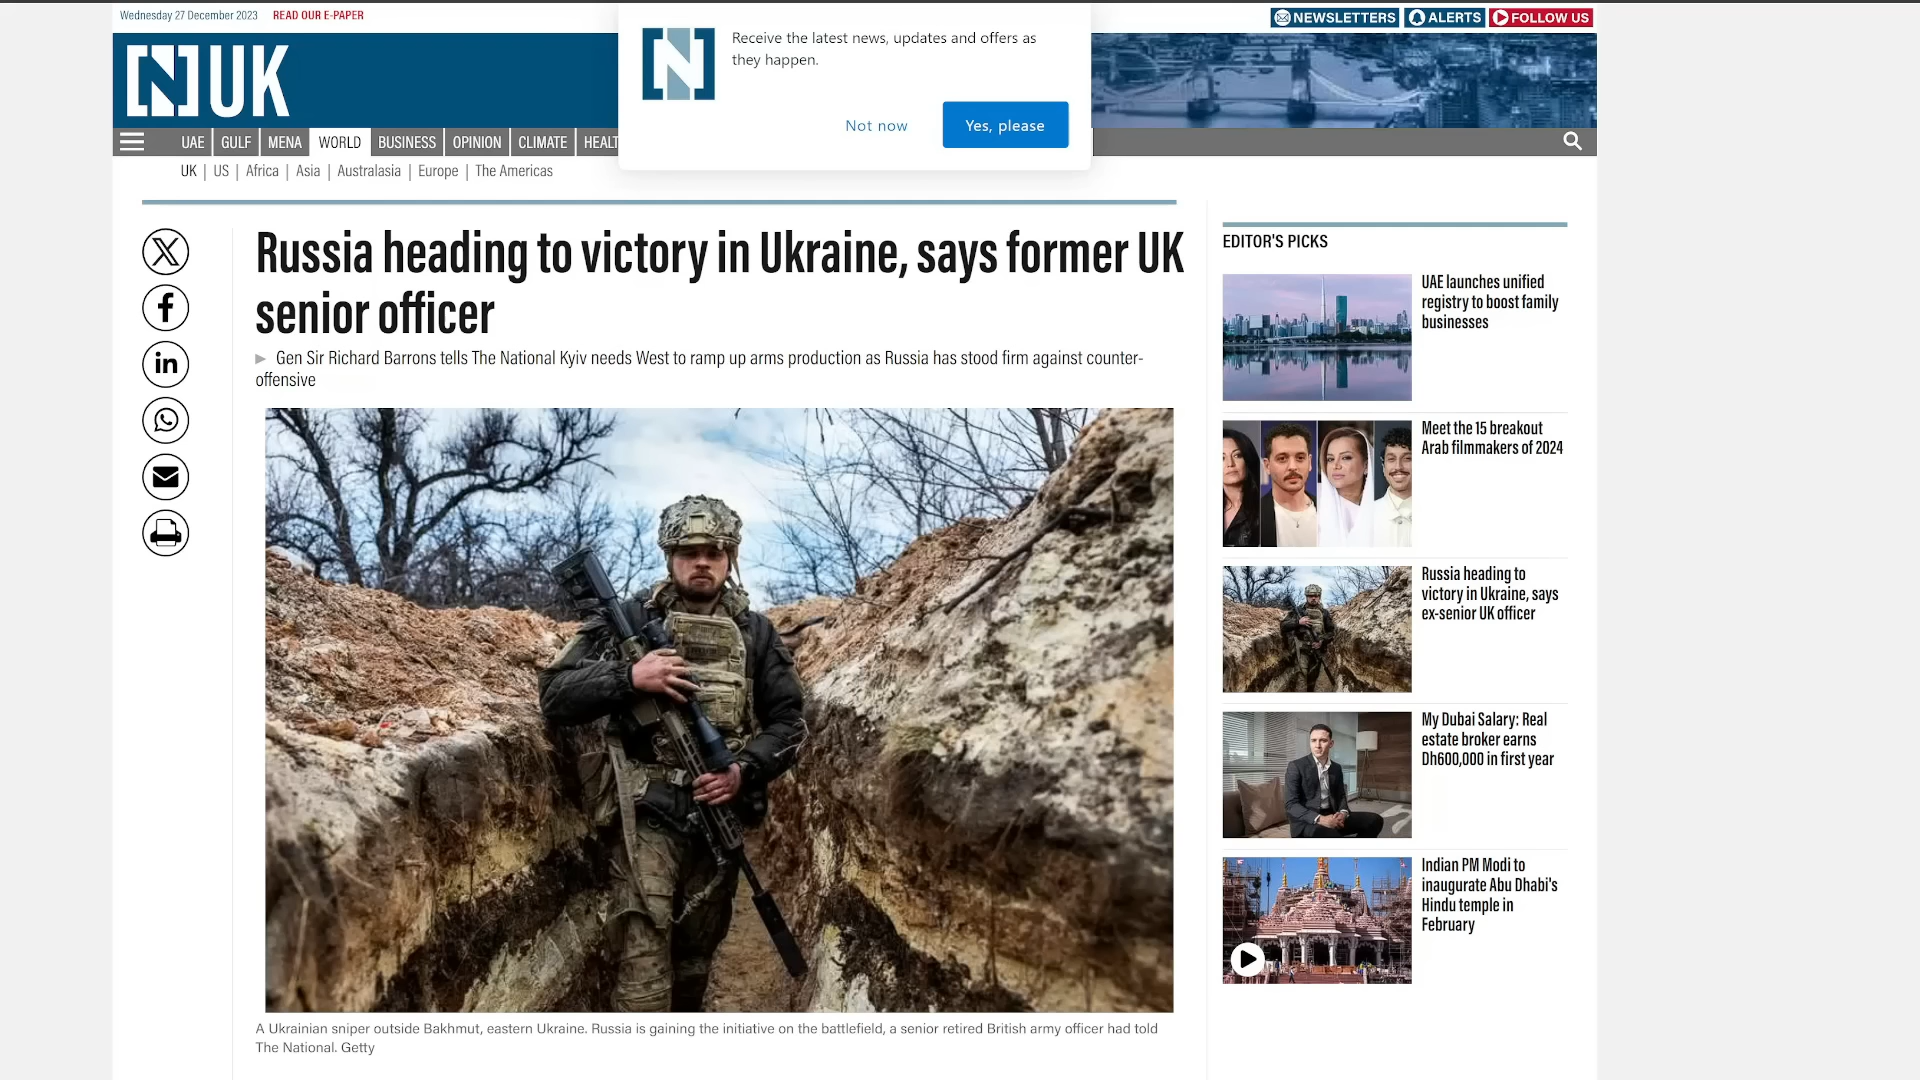 Wednesday 27 December 2023 READ OUR E-PAPER
NEWSLETTERS ALERTS FOLLOW US
[N]UK
Receive the latest news, updates and offers as
they happen.
Not now Yes, please
UAE GULF MENA WORLD BUSINESS OPINION CLIMATE HEALT
UK | US | Africa | Asia | Australasia | Europe | The Americas
Russia heading to victory in Ukraine, says former UK
senior officer
Gen Sir Richard Barrons tells The National Kyiv needs West to ramp up arms production as Russia has stood firm against counter-
offensive
A Ukrainian sniper outside Bakhmut, eastern Ukraine. Russia is gaining the initiative on the battlefield, a senior retired British army officer had told
The National. Getty
EDITOR'S PICKS
UAE launches unified
registry to boost family
businesses
Meet the 15 breakout
Arab filmmakers of 2024
Russia heading to
victory in Ukraine, says
ex-senior UK officer
My Dubai Salary: Real
estate broker earns
Dh600,000 in first year
Indian PM Modi to
inaugurate Abu Dhabi's
Hindu temple in
February